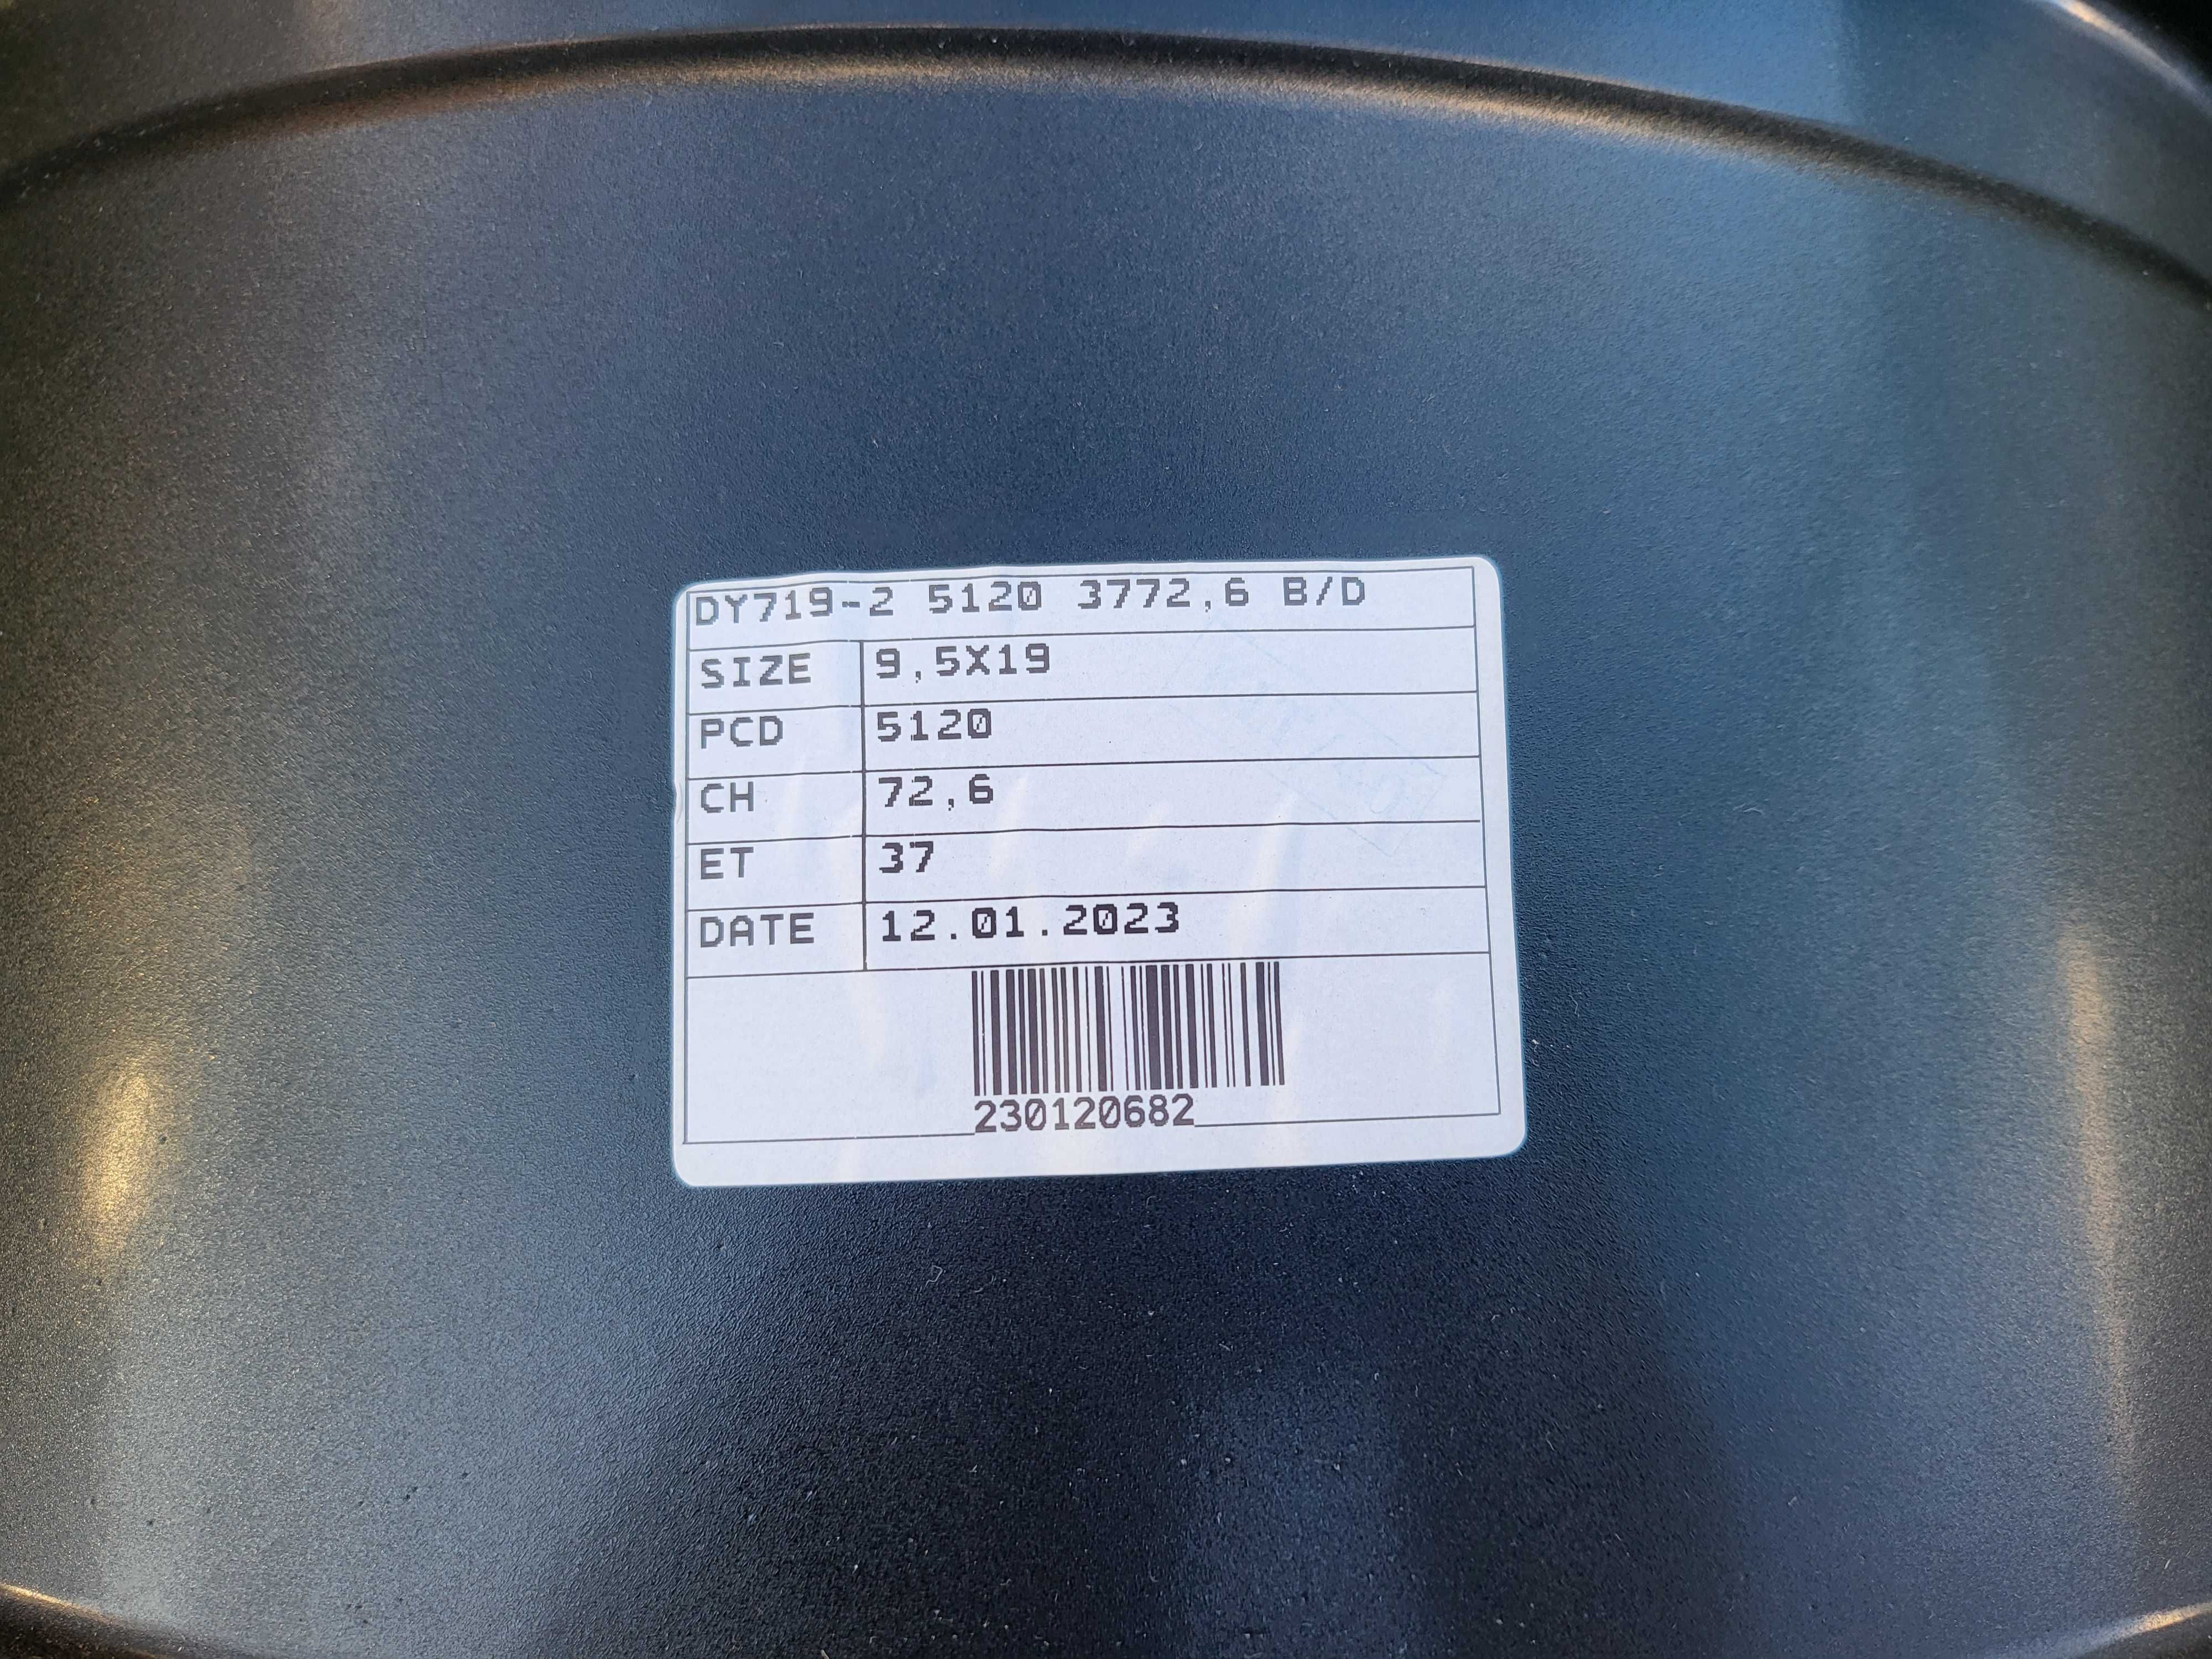 DY719-2 5120 3772,6 B/D
SIZE 9,5X19
PCD 5120
CH 72,6
ET 37
DATE 12.01.2023
230120682